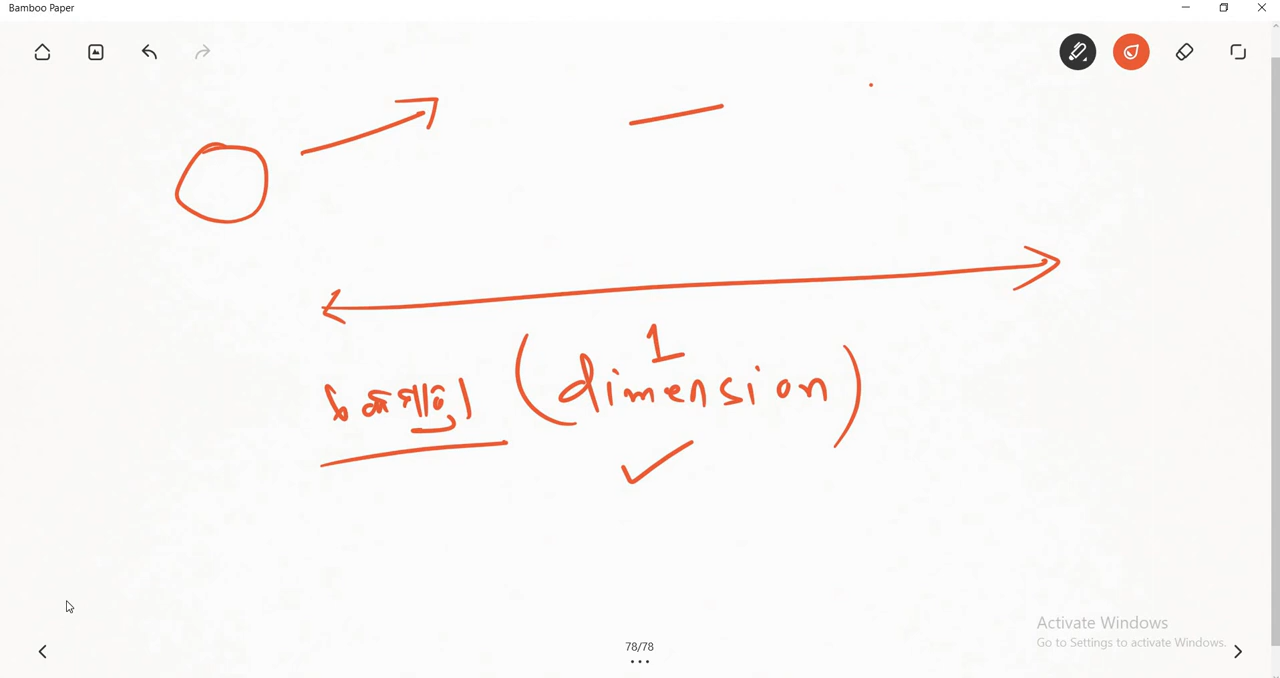 Bamboo Paper
1
(dimension)
Activate Windows
Go to Settings to activate Windows.
78/78